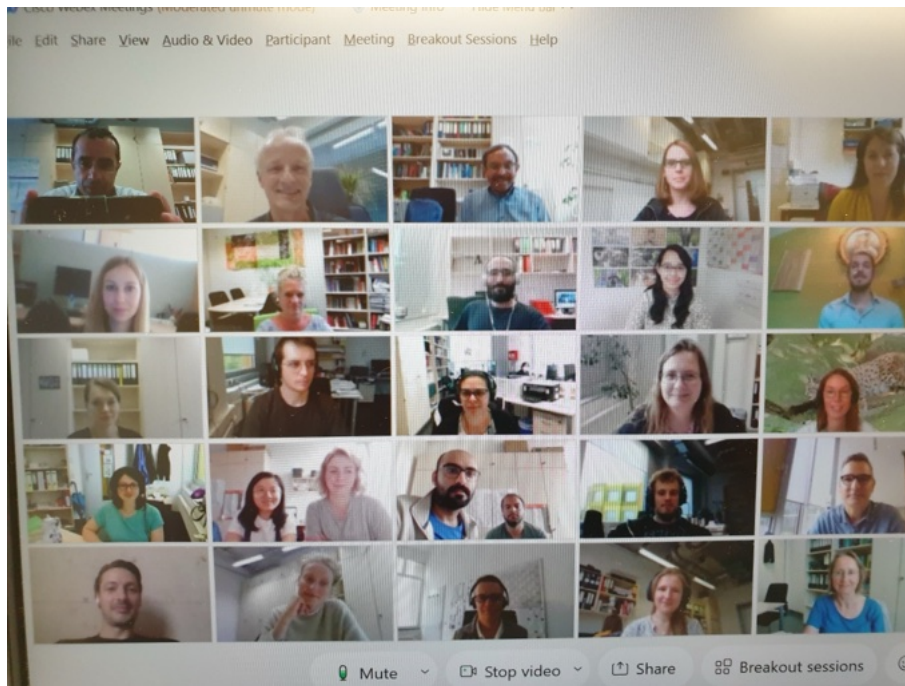 Cisco Webex Meetings (Moderated unmute mode) Meeting Info Hide Menu Bar
Edit Share View Audio & Video Participant Meeting Breakout Sessions Help
Mute Stop video Share Breakout sessions